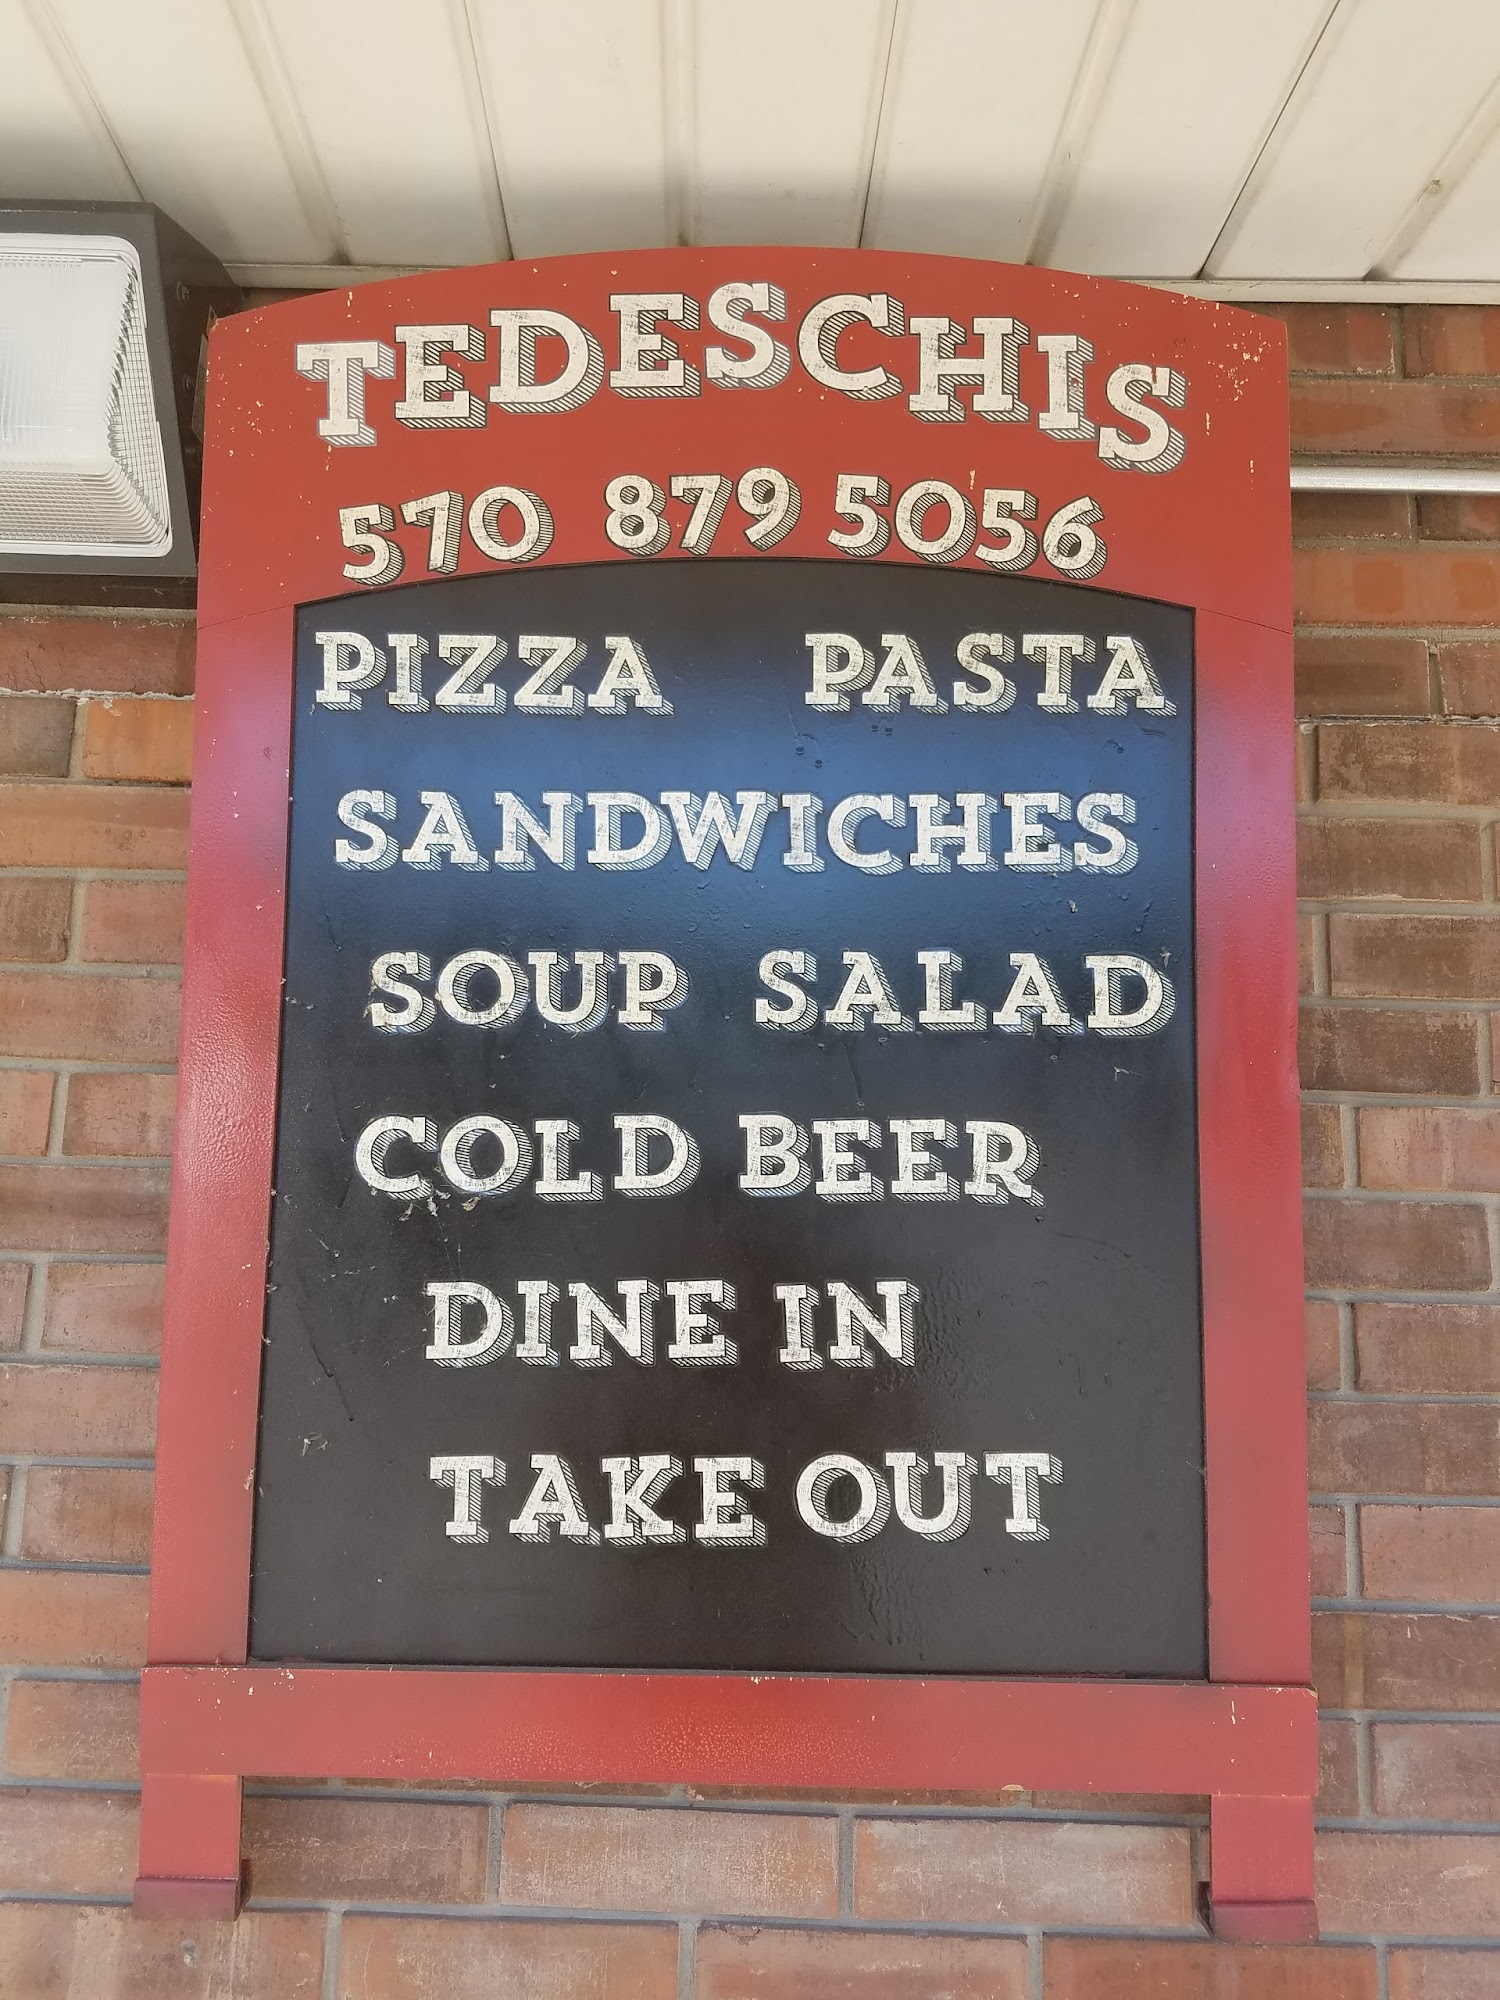 TEDESCHIS
570 879 5056
PIZZA PASTA
SANDWICHES
SOUP SALAD
COLD BEER
DINE IN
TAKE OUT